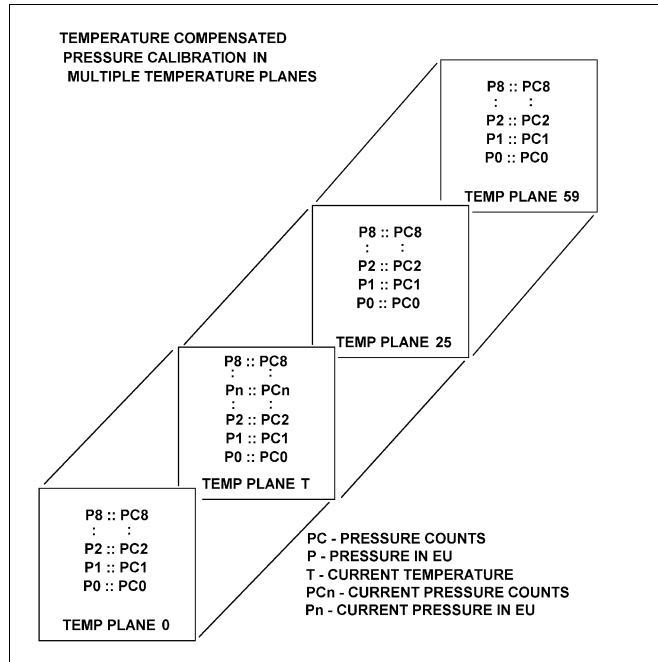 TEMPERATURE COMPENSATED
PRESSURE CALIBRATION IN
MULTIPLE TEMPERATURE PLANES
P8 :: PC8
: :
P2 :: PC2
P1 :: PC1
P0 :: PC0
TEMP PLANE 59
P8 :: PC8
: :
P2 :: PC2
P1 :: PC1
P0 :: PC0
TEMP PLANE 25
P8 :: PC8
: :
Pn :: PCn
: :
P2 :: PC2
P1 :: PC1
P0 :: PC0
TEMP PLANE T
P8 :: PC8
: :
P2 :: PC2
P1 :: PC1
P0 :: PC0
TEMP PLANE 0
PC - PRESSURE COUNTS
P - PRESSURE IN EU
T - CURRENT TEMPERATURE
PCn - CURRENT PRESSURE COUNTS
Pn - CURRENT PRESSURE IN EU